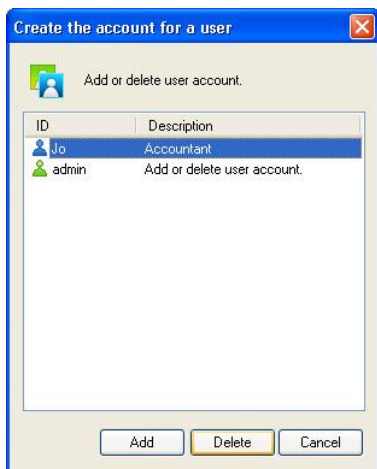 Create the account for a user
Add or delete user account.
ID Description
Jo Accountant
admin Add or delete user account.
Add Delete Cancel